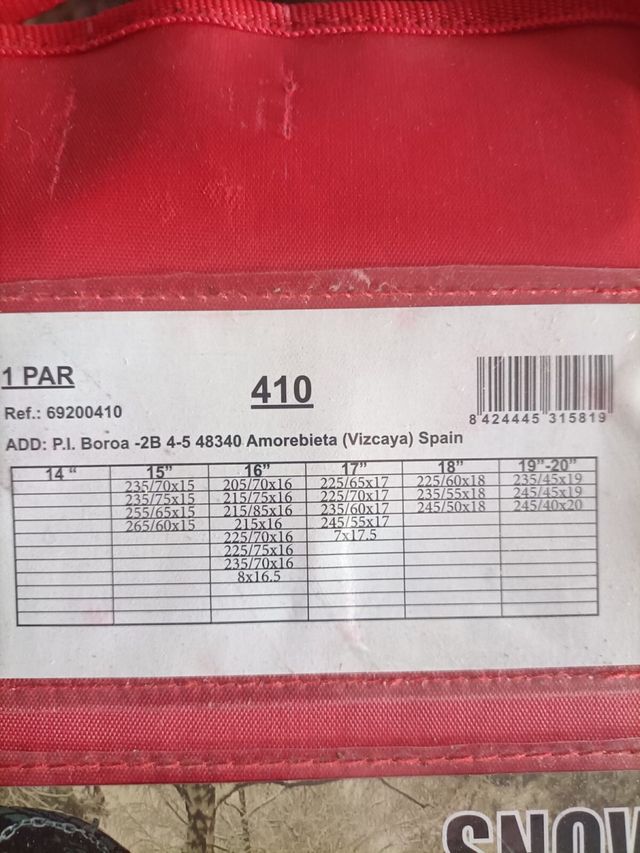 1 PAR
410
Ref.: 69200410
8 424445 315819
ADD: P.I. Boroa -2B 4-5 48340 Amorebieta (Vizcaya) Spain
14 “ 15” 16” 17” 18” 19”-20”
235/70x15 205/70x16 225/65x17 225/60x18 235/45x19
235/75x15 215/75x16 225/70x17 235/55x18 245/45x19
255/65x15 215/85x16 235/60x17 245/50x18 245/40x20
265/60x15 215x16 245/55x17
225/70x16 7x17.5
225/75x16
235/70x16
8x16.5
SNOW